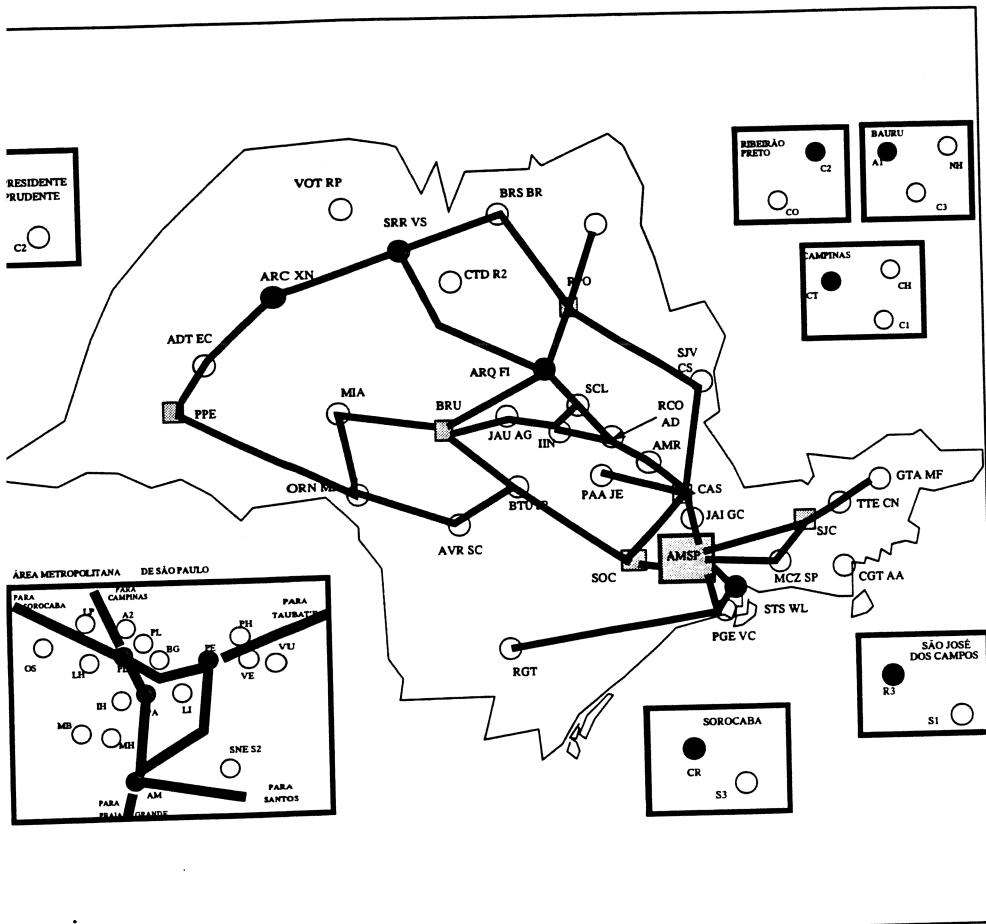 RIBEIRÃO
PRETO
C2
CO
BAURU
A1
NH
C3
PRUDENTE
C2
VOT RP
BRS BR
SRR VS
ARC XN
CTD R2
CT
CH
C1
ADT EC
ARQ FI
SJV
CS
PPE
MIA
BRU
SCL
RCO
AD
JAU AG
IIN
AMR
PAA JE
CAS
GTA MF
TTE CN
ORN
BTU
JAI GC
SJC
AVR SC
SOC
AMSP
MCZ SP
CGT AA
STS WL
PGE VC
RGT
ÁREA METROPOLITANA DE SÃO PAULO
PARA
PARA
CAMPINAS
PARA
LP
A2
PH
OS
PL
BG
PE
VU
LH
VE
IH
LI
MB
MH
SNE S2
AM
PARA
SANTOS
PARA
GRANDE
SÃO JOSÉ
DOS CAMPOS
R3
S1
SOROCABA
CR
S3